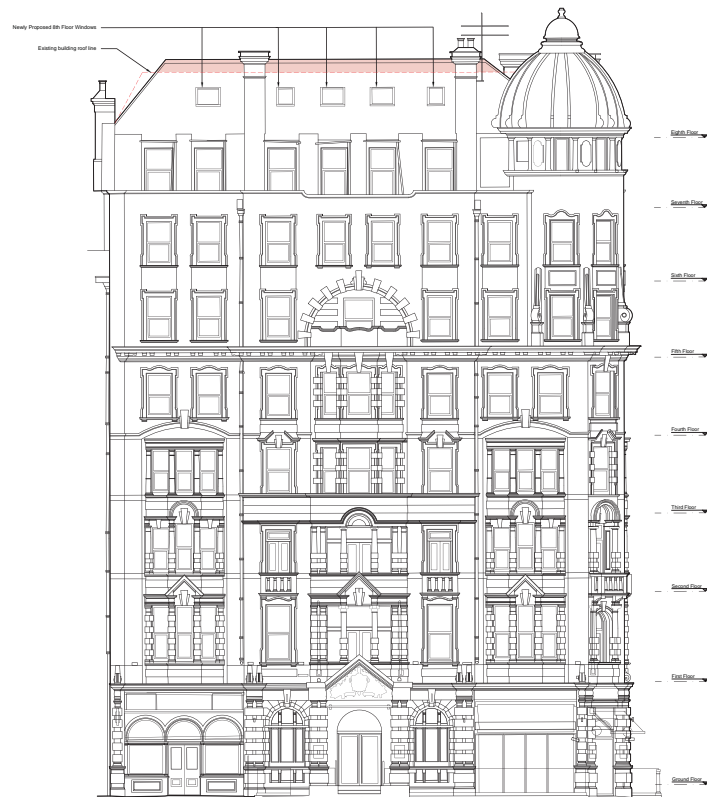 Newly Proposed 8th Floor Windows
Existing building roof line
Eighth Floor
Seventh Floor
Sixth Floor
Fifth Floor
Fourth Floor
Third Floor
Second Floor
First Floor
Ground Floor